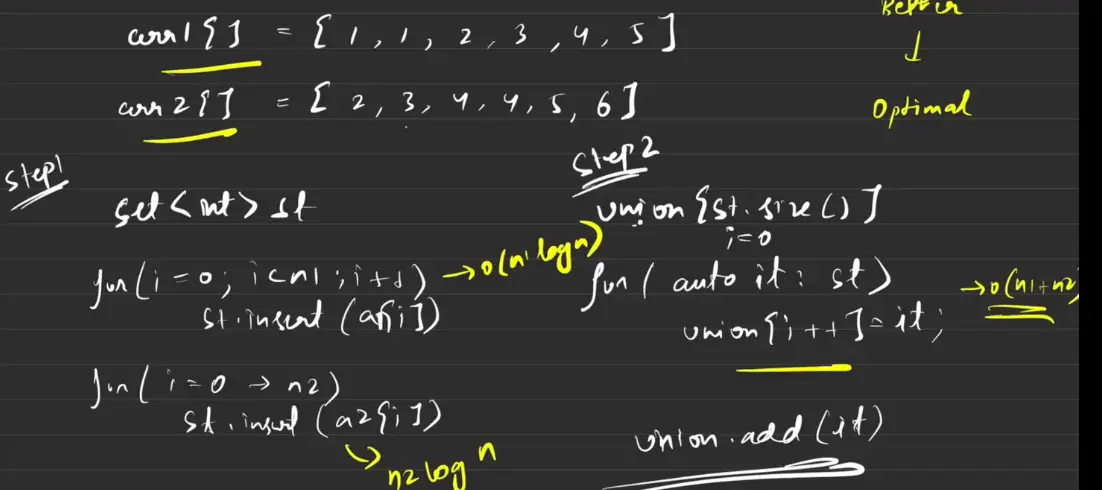 arr1[] = [1, 1, 2, 3, 4, 5]
arr2[] = [2, 3, 4, 4, 5, 6]
Better
↓
Optimal
Step1
set<int> st
for(i=0; i<n1; i++) → O(n1 logn)
st.insert(a[i])
for(i=0 → n2)
st.insert(a2[i])
↳ n2 log n
Step2
union[st.size()]
i=0
for(auto it: st)
union[i++]=it; → O(n1+n2)
union.add(it)